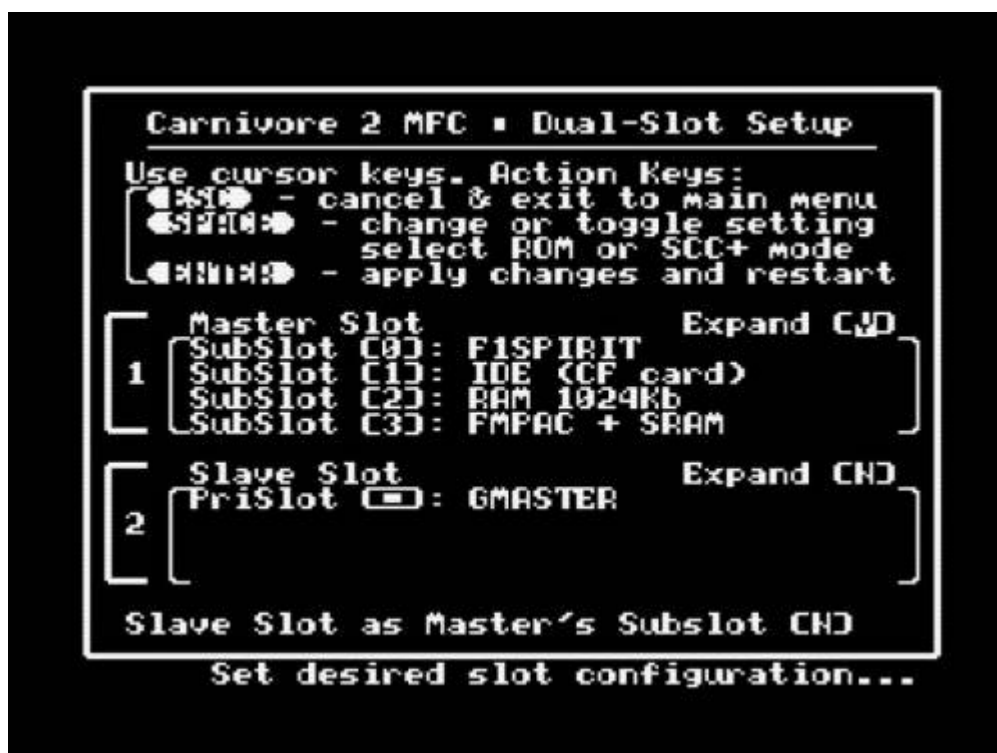 Carnivore 2 MFC ▪ Dual-Slot Setup
Use cursor keys. Action Keys:
ESC - cancel & exit to main menu
SPACE - change or toggle setting
select ROM or SCC+ mode
ENTER - apply changes and restart
Master Slot Expand [Y]
1
SubSlot [0]: F1SPIRIT
SubSlot [1]: IDE (CF card)
SubSlot [2]: RAM 1024Kb
SubSlot [3]: FMPAC + SRAM
Slave Slot Expand [N]
2
PriSlot [▪]: GMASTER
Slave Slot as Master's Subslot [N]
Set desired slot configuration...